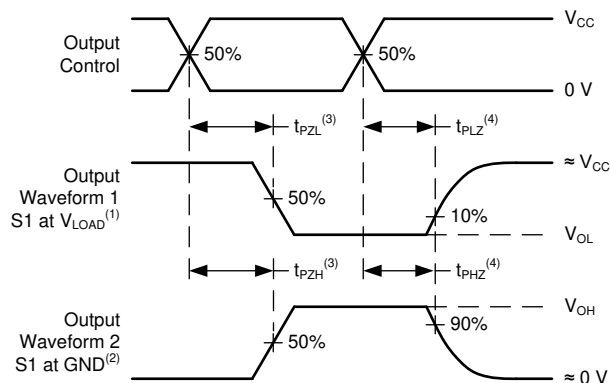 Output
Control
50%
50%
V_CC
0 V
t_PZL^(3)
t_PLZ^(4)
Output
Waveform 1
S1 at V_LOAD^(1)
50%
10%
≈ V_CC
V_OL
t_PZH^(3)
t_PHZ^(4)
Output
Waveform 2
S1 at GND^(2)
50%
90%
V_OH
≈ 0 V